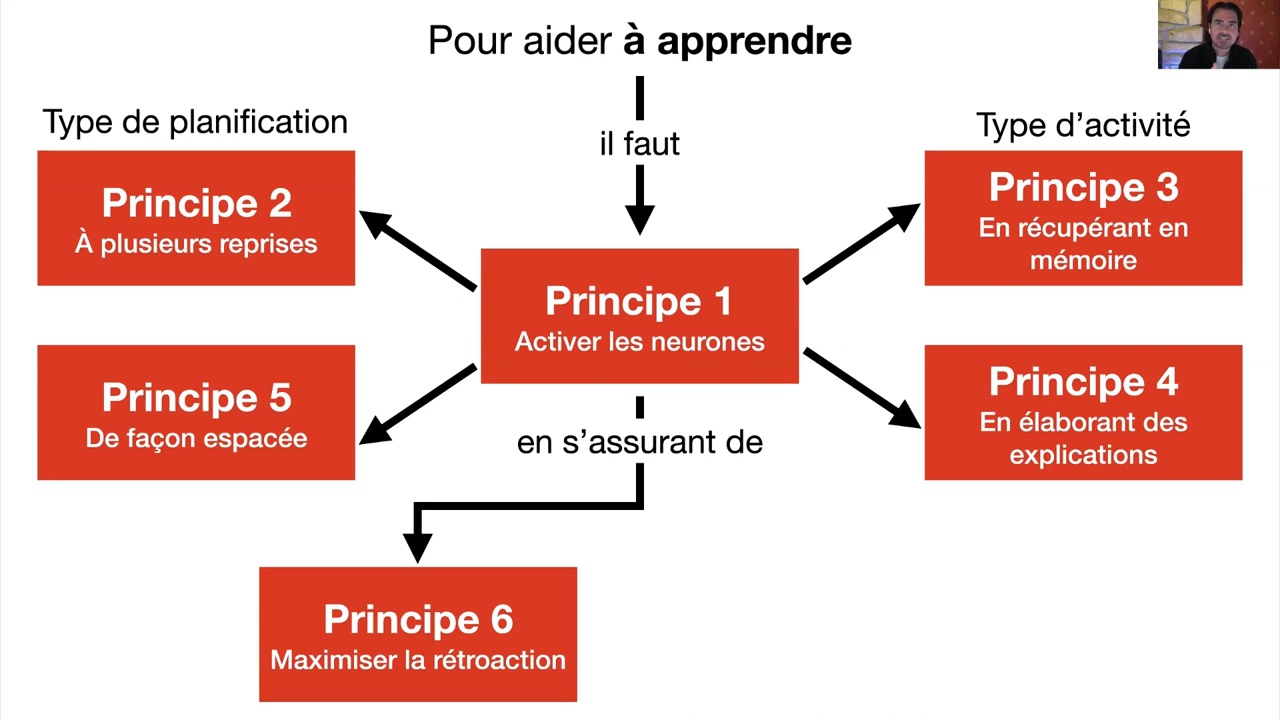 Pour aider à apprendre
il faut
Type de planification
Principe 2
À plusieurs reprises
Principe 5
De façon espacée
Principe 1
Activer les neurones
Type d’activité
Principe 3
En récupérant en
mémoire
Principe 4
En élaborant des
explications
en s’assurant de
Principe 6
Maximiser la rétroaction